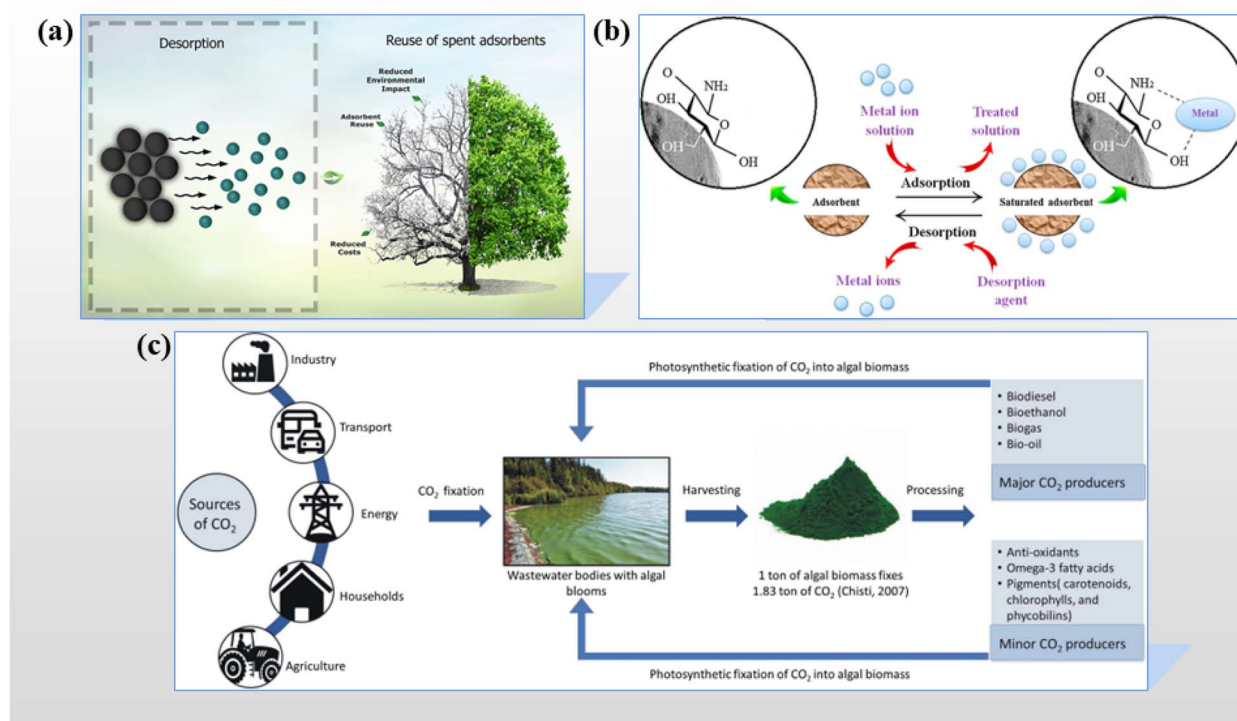 (a)
Desorption
Reuse of spent adsorbents
Reduced
Environmental
Impact
Adsorbent
Reuse
Reduced
Costs
(b)
O
NH₂
OH
O
OH
OH
Metal ion
solution
Treated
solution
Adsorption
Adsorbent
Saturated adsorbent
Desorption
Metal ions
Desorption
agent
O
NH₂
Metal
OH
O
OH
OH
(c)
Sources
of CO₂
Industry
Transport
Energy
Households
Agriculture
CO₂ fixation
Photosynthetic fixation of CO₂ into algal biomass
Wastewater bodies with algal
blooms
Harvesting
1 ton of algal biomass fixes
1.83 ton of CO₂ (Chisti, 2007)
Processing
• Biodiesel
• Bioethanol
• Biogas
• Bio-oil
Major CO₂ producers
• Anti-oxidants
• Omega-3 fatty acids
• Pigments( carotenoids,
chlorophylls, and
phycobilins)
Minor CO₂ producers
Photosynthetic fixation of CO₂ into algal biomass